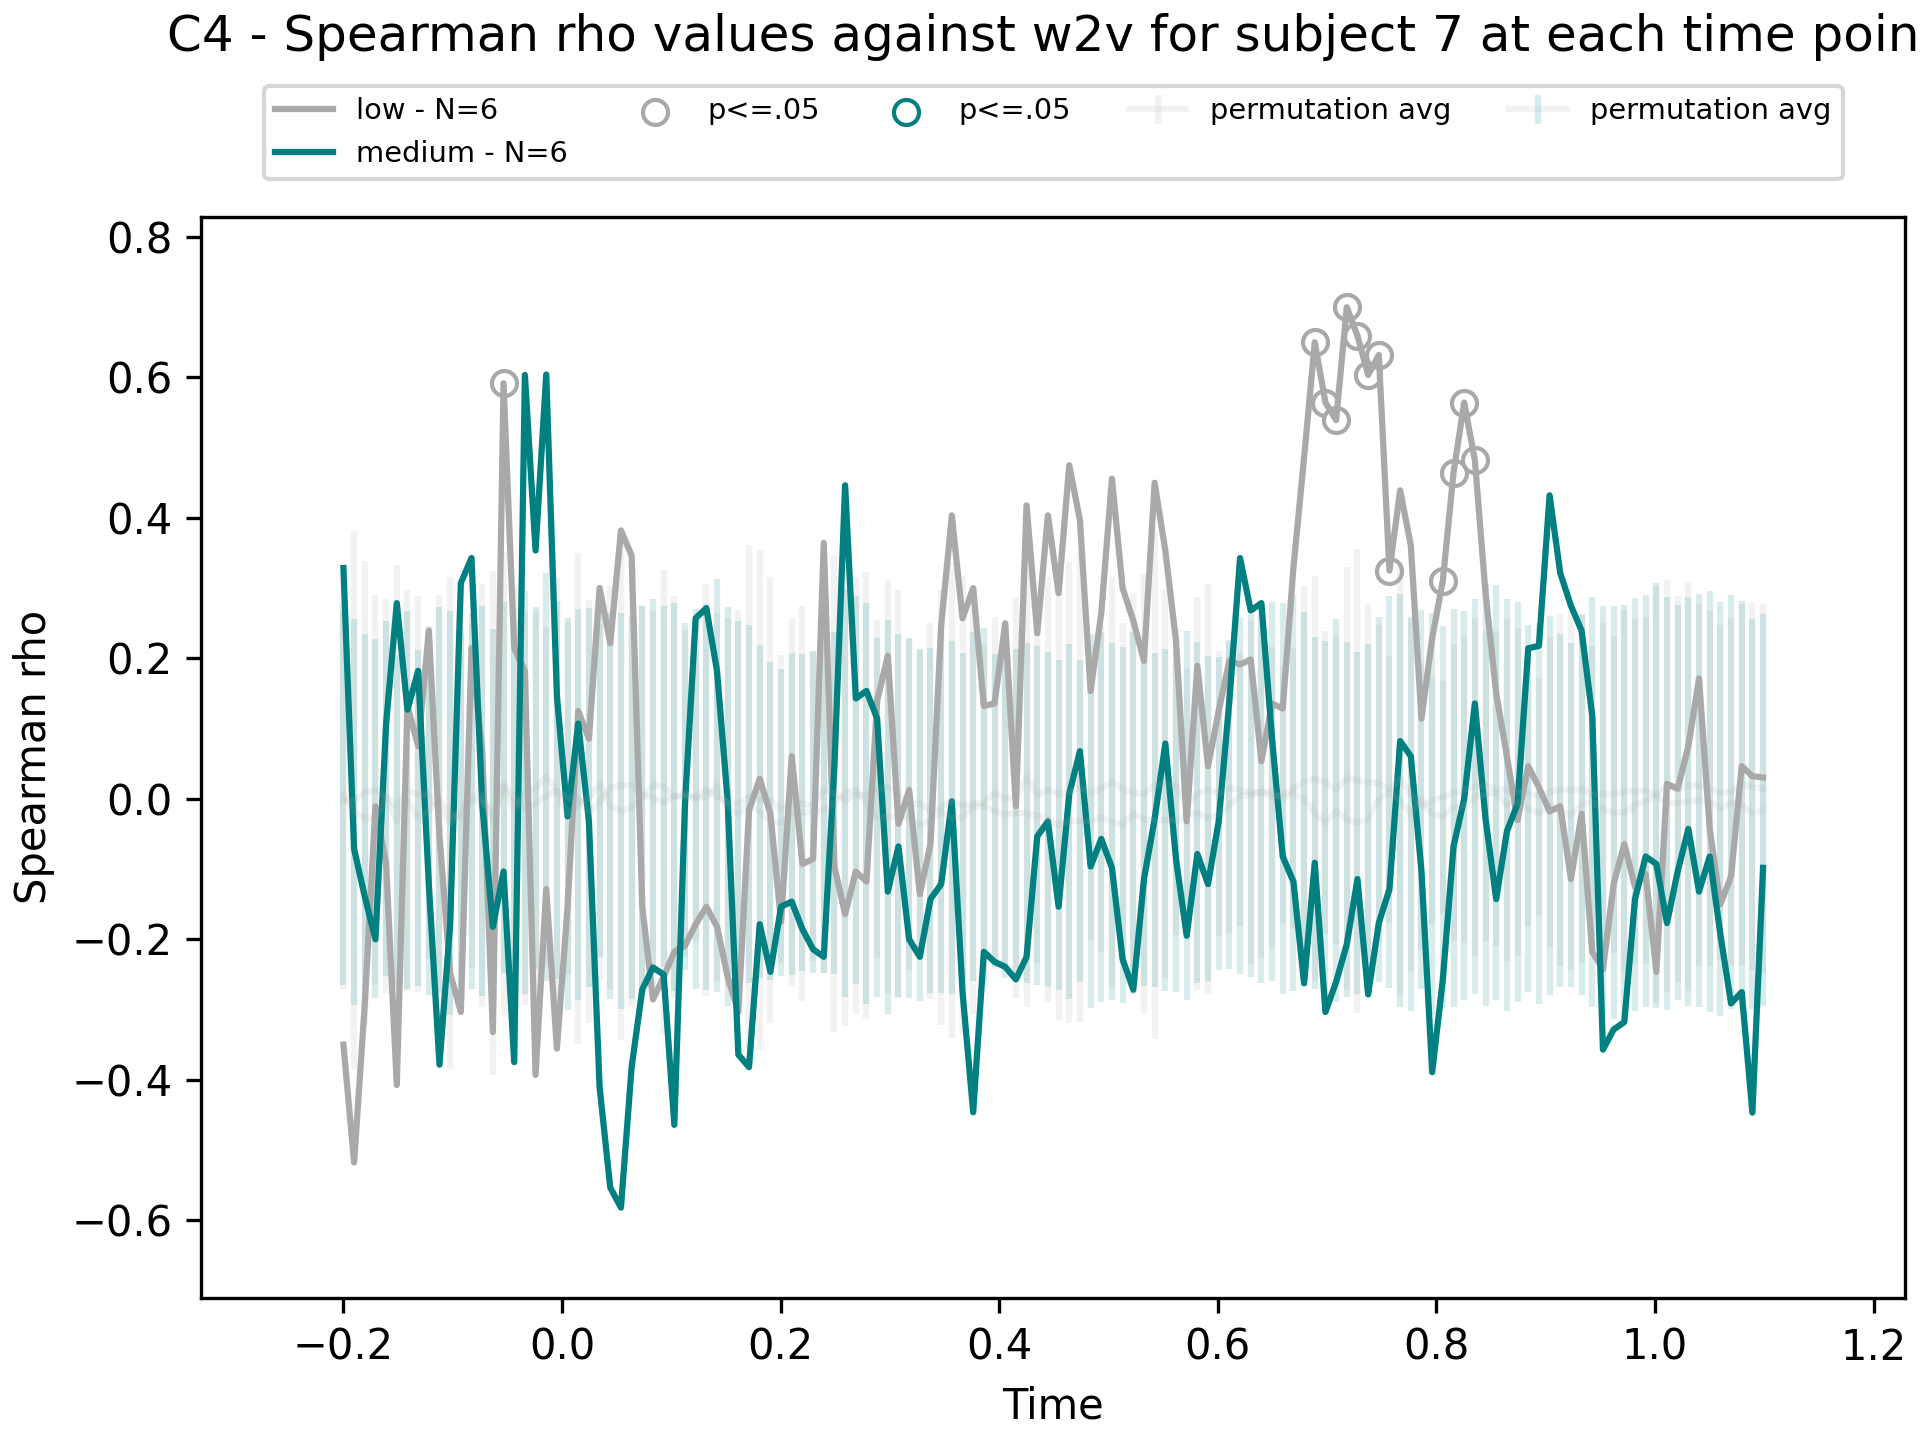 C4 - Spearman rho values against w2v for subject 7 at each time poin
low - N=6
medium - N=6
p<=.05
p<=.05
permutation avg
permutation avg
Spearman rho
0.8
0.6
0.4
0.2
0.0
−0.2
−0.4
−0.6
−0.2
0.0
0.2
0.4
0.6
0.8
1.0
1.2
Time